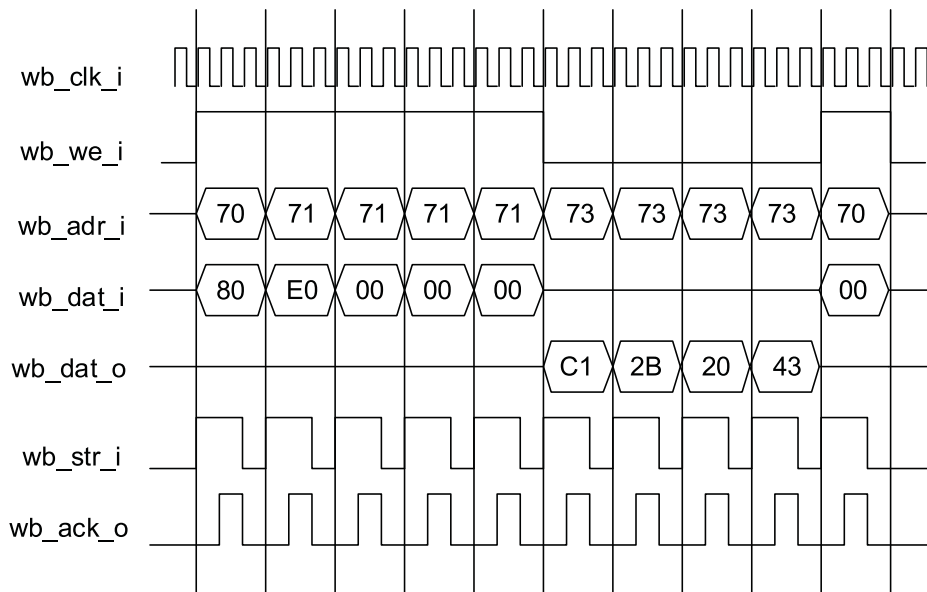 wb_clk_i
wb_we_i
wb_adr_i 70 71 71 71 71 73 73 73 73 70
wb_dat_i 80 E0 00 00 00 00
wb_dat_o C1 2B 20 43
wb_str_i
wb_ack_o